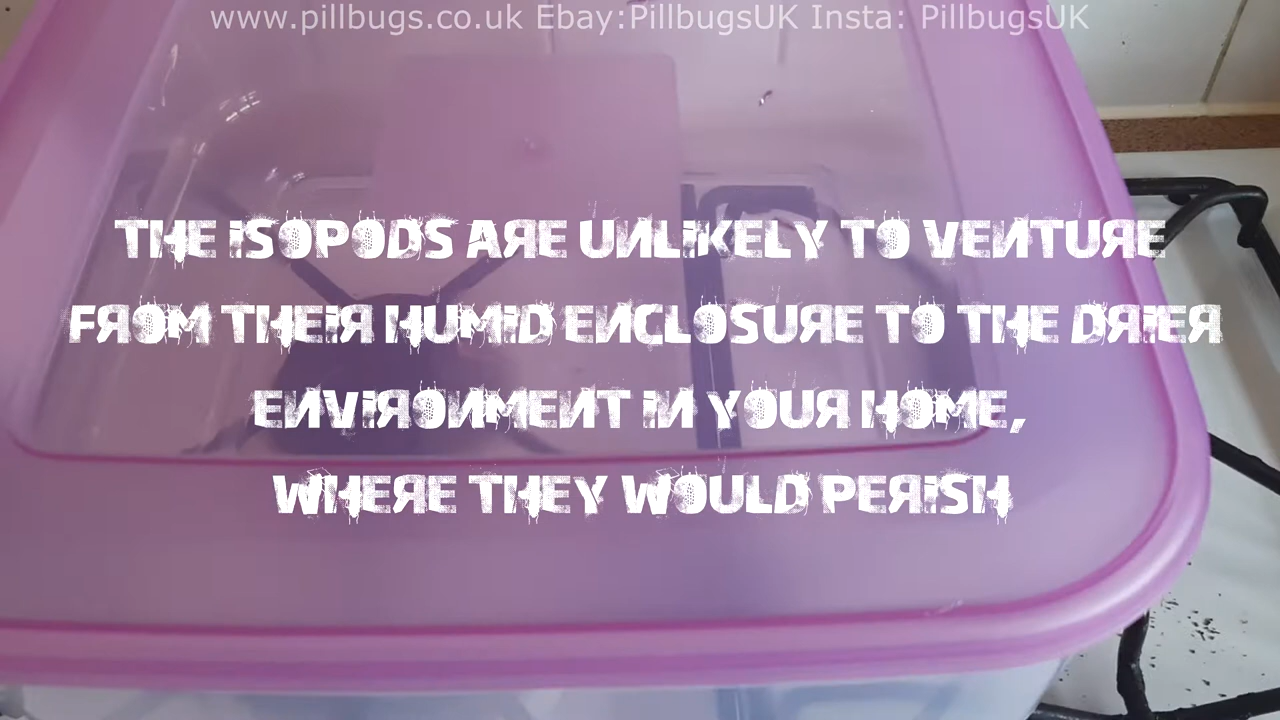 www.pillbugs.co.uk Ebay:PillbugsUK Insta: PillbugsUK
THE ISOPODS ARE UNLIKELY TO VENTURE
FROM THEIR HUMID ENCLOSURE TO THE DRIER
ENVIRONMENT IN YOUR HOME,
WHERE THEY WOULD PERISH